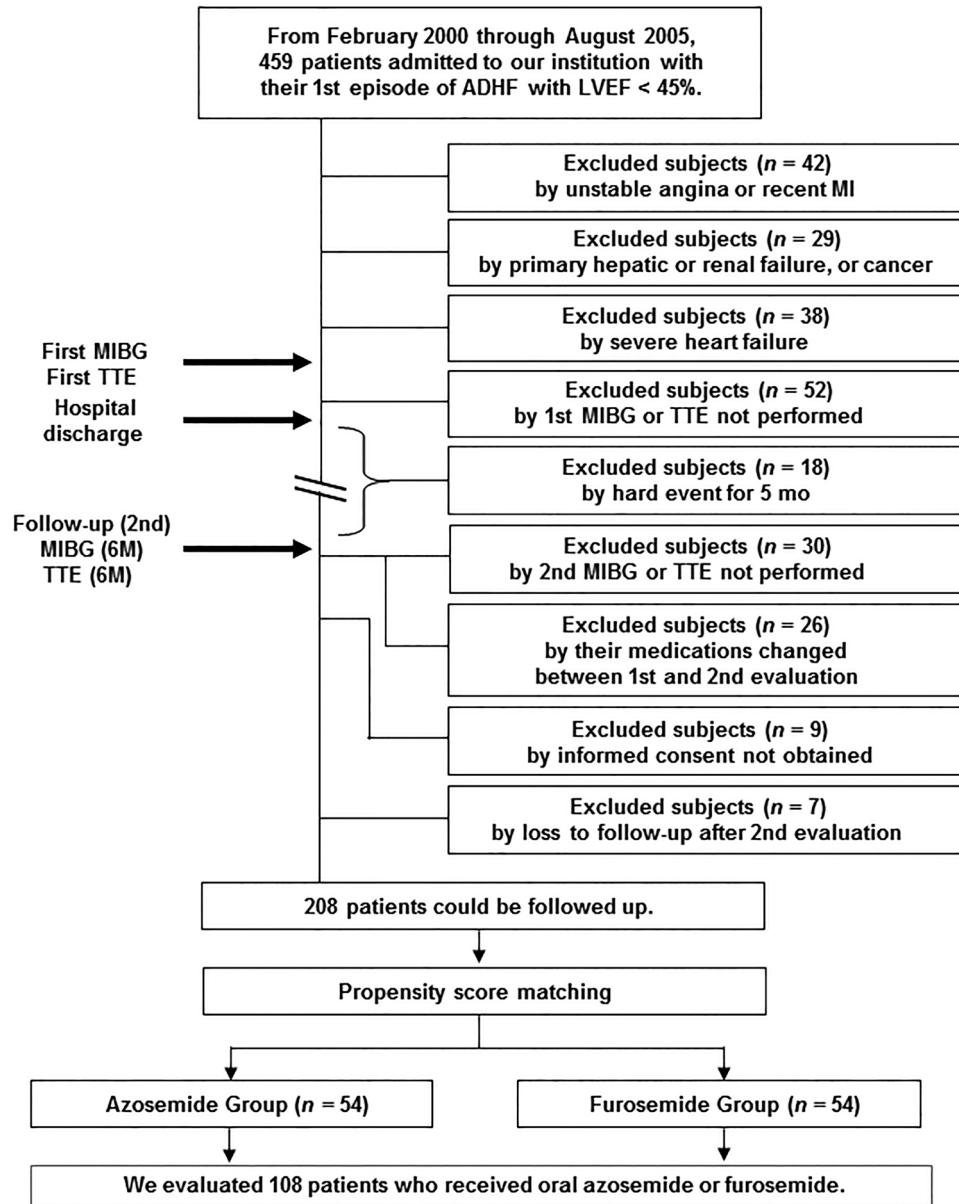 From February 2000 through August 2005,
459 patients admitted to our institution with
their 1st episode of ADHF with LVEF < 45%.
Excluded subjects (n = 42)
by unstable angina or recent MI
Excluded subjects (n = 29)
by primary hepatic or renal failure, or cancer
Excluded subjects (n = 38)
by severe heart failure
First MIBG
First TTE
Excluded subjects (n = 52)
by 1st MIBG or TTE not performed
Hospital
discharge
Excluded subjects (n = 18)
by hard event for 5 mo
Follow-up (2nd)
MIBG (6M)
TTE (6M)
Excluded subjects (n = 30)
by 2nd MIBG or TTE not performed
Excluded subjects (n = 26)
by their medications changed
between 1st and 2nd evaluation
Excluded subjects (n = 9)
by informed consent not obtained
Excluded subjects (n = 7)
by loss to follow-up after 2nd evaluation
208 patients could be followed up.
Propensity score matching
Azosemide Group (n = 54)
Furosemide Group (n = 54)
We evaluated 108 patients who received oral azosemide or furosemide.